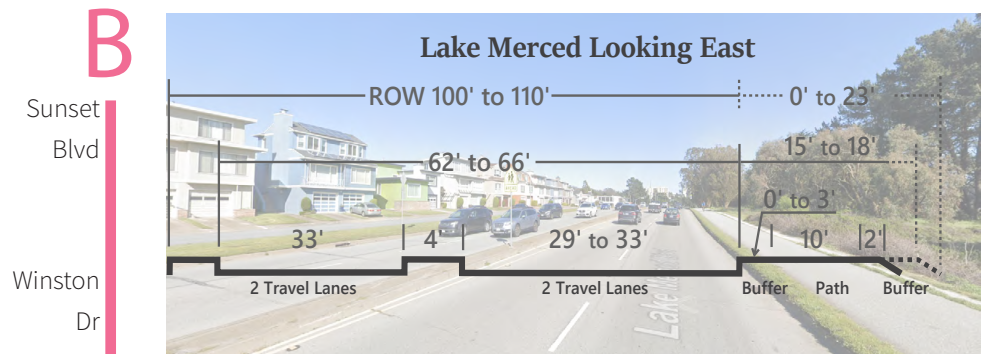 B
Sunset
Blvd
Winston
Dr
Lake Merced Looking East
ROW 100' to 110'
0' to 23'
62' to 66'
15' to 18'
0' to 3'
33'
4'
29' to 33'
10'
2'
2 Travel Lanes
2 Travel Lanes
Buffer
Path
Buffer